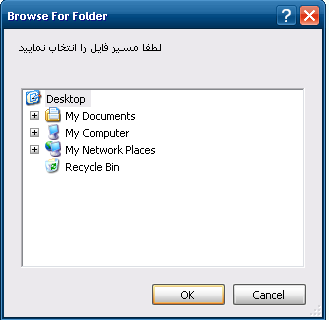 Browse For Folder
لطفا مسیر فایل را انتخاب نمایید
Desktop
My Documents
My Computer
My Network Places
Recycle Bin
OK
Cancel